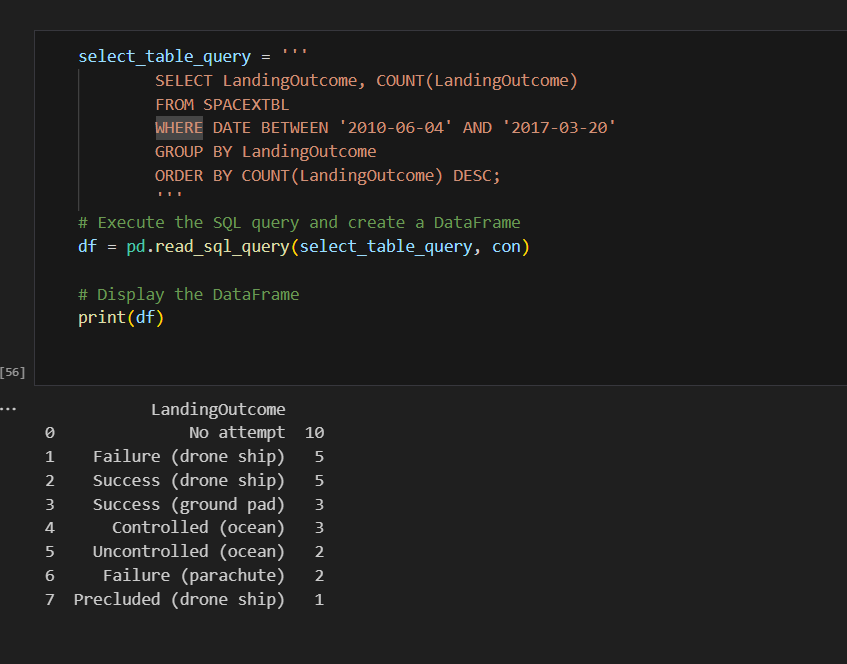 select_table_query = '''
SELECT LandingOutcome, COUNT(LandingOutcome)
FROM SPACEXTBL
WHERE DATE BETWEEN '2010-06-04' AND '2017-03-20'
GROUP BY LandingOutcome
ORDER BY COUNT(LandingOutcome) DESC;
'''
# Execute the SQL query and create a DataFrame
df = pd.read_sql_query(select_table_query, con)
# Display the DataFrame
print(df)
[56]
... LandingOutcome
0 No attempt 10
1 Failure (drone ship) 5
2 Success (drone ship) 5
3 Success (ground pad) 3
4 Controlled (ocean) 3
5 Uncontrolled (ocean) 2
6 Failure (parachute) 2
7 Precluded (drone ship) 1